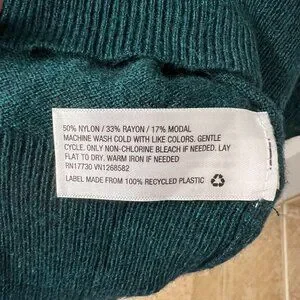 50% NYLON / 33% RAYON / 17% MODAL
MACHINE WASH COLD WITH LIKE COLORS. GENTLE
CYCLE. ONLY NON-CHLORINE BLEACH IF NEEDED. LAY
FLAT TO DRY. WARM IRON IF NEEDED
RN17730 VN1268582
LABEL MADE FROM 100% RECYCLED PLASTIC